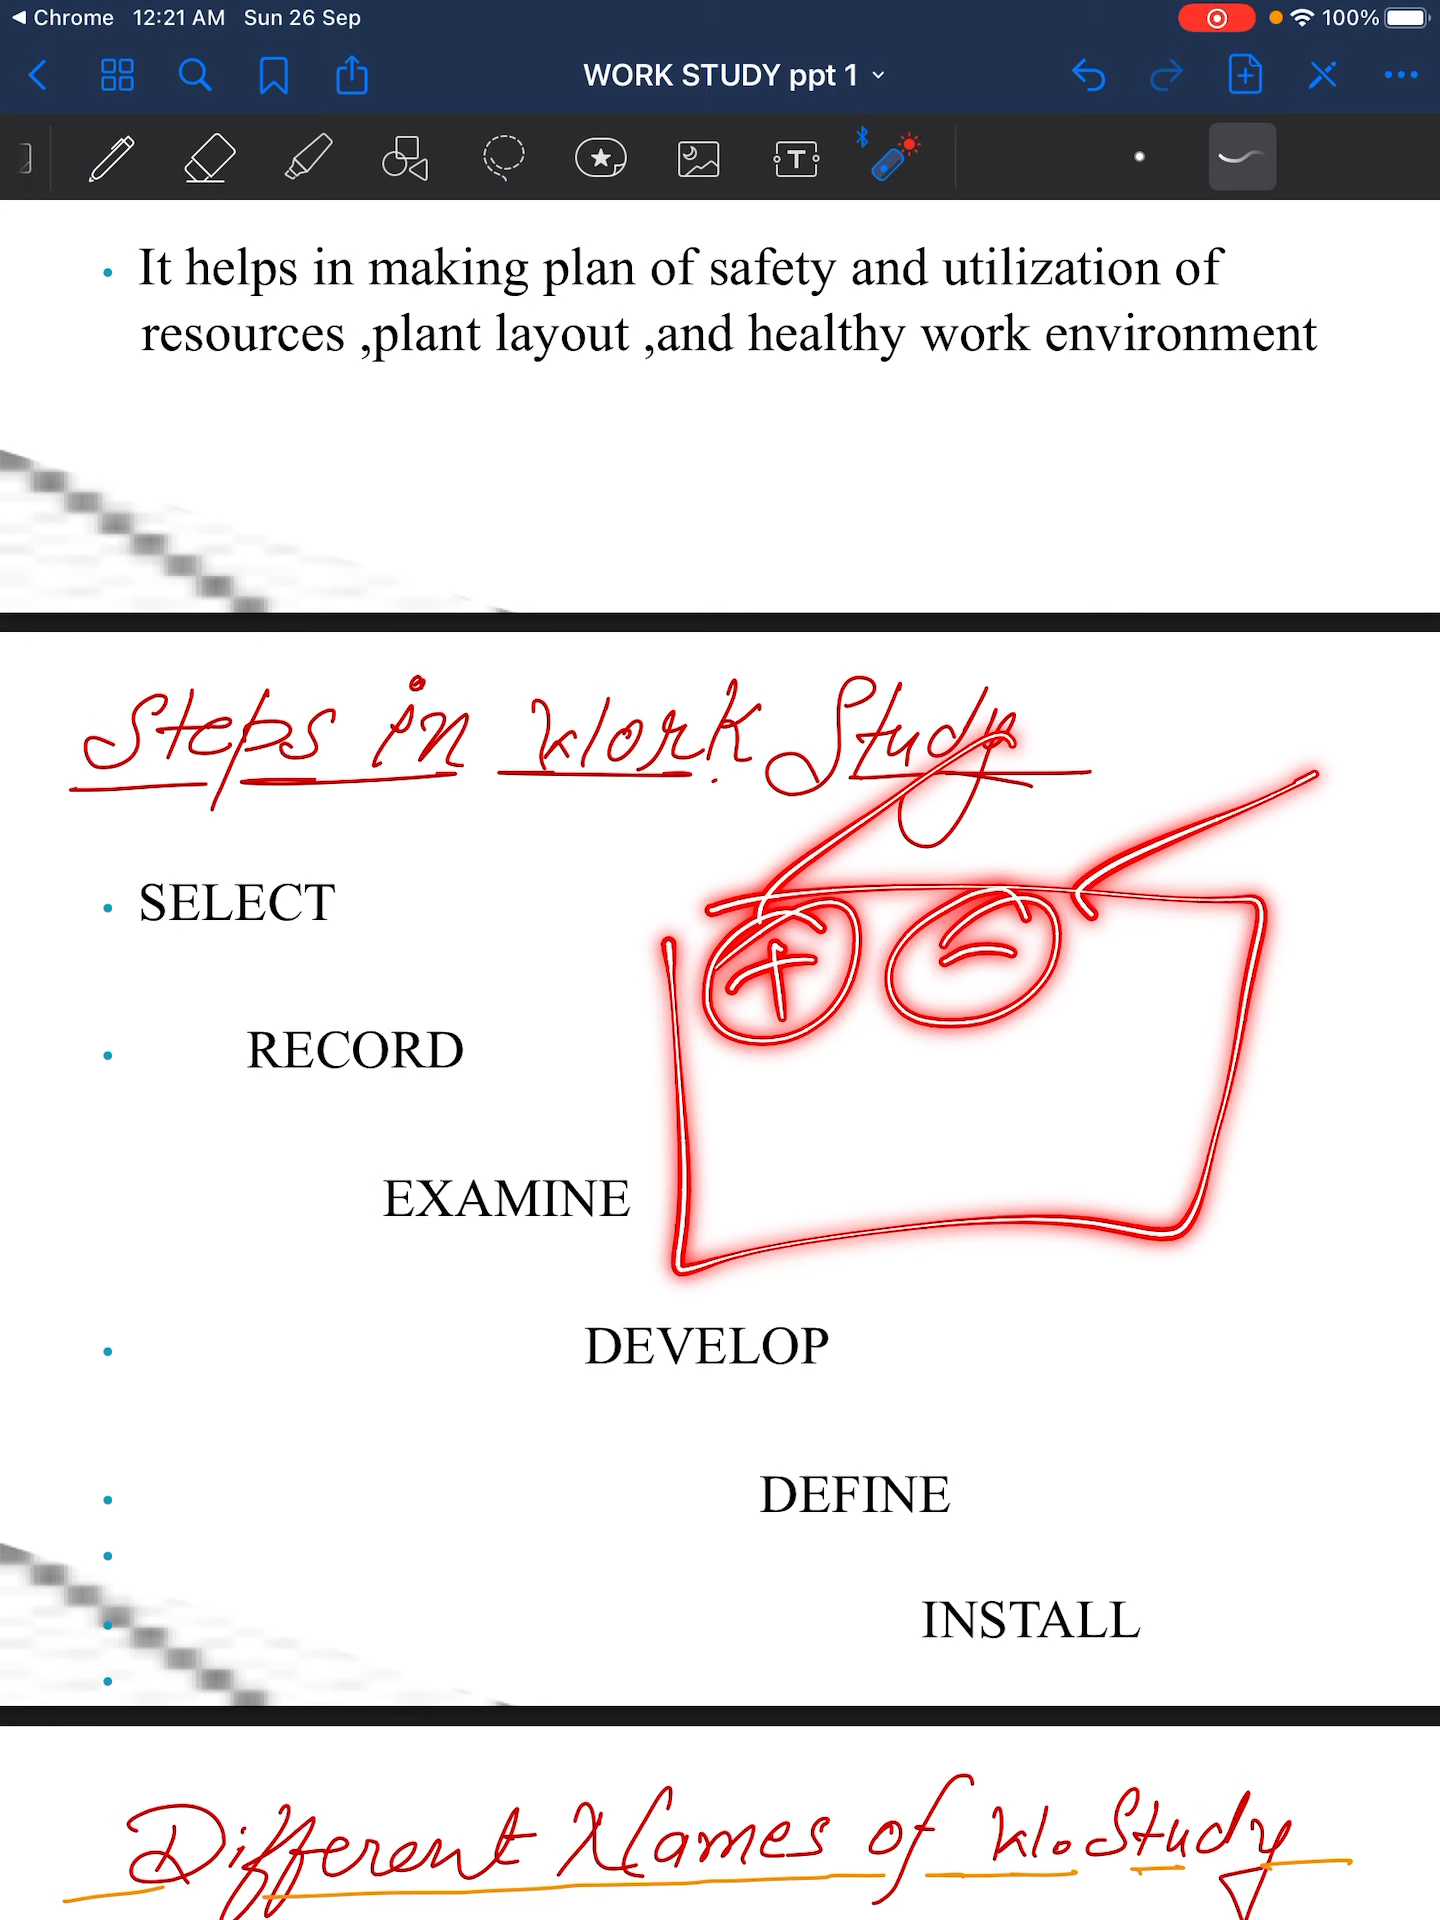 Chrome 12:21 AM Sun 26 Sep 100%
WORK STUDY ppt 1
T
It helps in making plan of safety and utilization of
resources ,plant layout ,and healthy work environment
Steps in Work Study
SELECT
+ −
RECORD
EXAMINE
DEVELOP
DEFINE
INSTALL
Different Names of W. Study